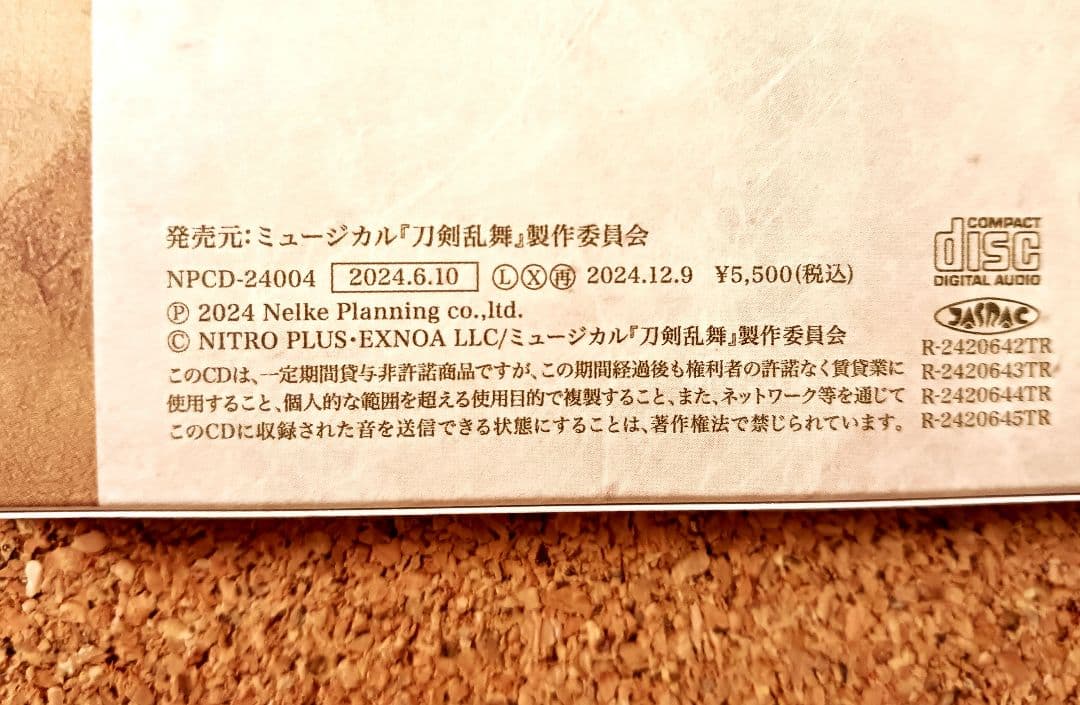 発売元:ミュージカル『刀剣乱舞』製作委員会
NPCD-24004 2024.6.10 ⓁⓍ㊢ 2024.12.9 ¥5,500(税込)
Ⓟ 2024 Nelke Planning co.,ltd.
© NITRO PLUS・EXNOA LLC/ミュージカル『刀剣乱舞』製作委員会
このCDは、一定期間貸与非許諾商品ですが、この期間経過後も権利者の許諾なく賃貸業に
使用すること、個人的な範囲を超える使用目的で複製すること、また、ネットワーク等を通じて
このCDに収録された音を送信できる状態にすることは、著作権法で禁じられています。
COMPACT
disc
DIGITAL AUDIO
JASRAC
R-2420642TR
R-2420643TR
R-2420644TR
R-2420645TR